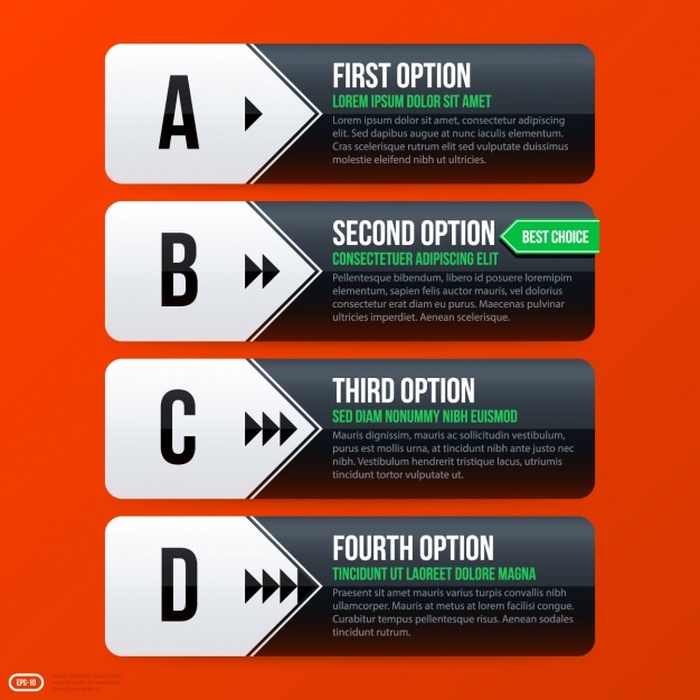 A
FIRST OPTION
LOREM IPSUM DOLOR SIT AMET
Lorem ipsum dolor sit amet, consectetur adipiscing
elit. Sed dapibus augue at nunc iaculis elementum.
Cras scelerisque rutrum elit sed vulputate duissimus
molestie eleifend nibh ut ultricies.
B
SECOND OPTION
BEST CHOICE
CONSECTETUER ADIPISCING ELIT
Pellentesque bibendum, libero id posuere loremipim
elementum, sapien felis auctor mauris, vel dolorius
consectetur erat diam eu purus. Maecenas pulvinar
ultricies imperdiet. Aenean scelerisque.
C
THIRD OPTION
SED DIAM NONUMMY NIBH EUISMOD
Mauris dignissim, mauris ac sollicitudin vestibulum,
purus est mollis urna, at tincidunt nibh ante justo nec
nibh. Vestibulum hendrerit tristique lacus, utriumis
tincidunt tortor vulputate ut.
D
FOURTH OPTION
TINCIDUNT UT LAOREET DOLORE MAGNA
Praesent sit amet mauris varius turpis convallis nibh
ullamcorper. Mauris at metus at lorem facilisi congue.
Curabitur tempus pellentesque risus. Aenean sodales
tincidunt rutrum.
EPS·10